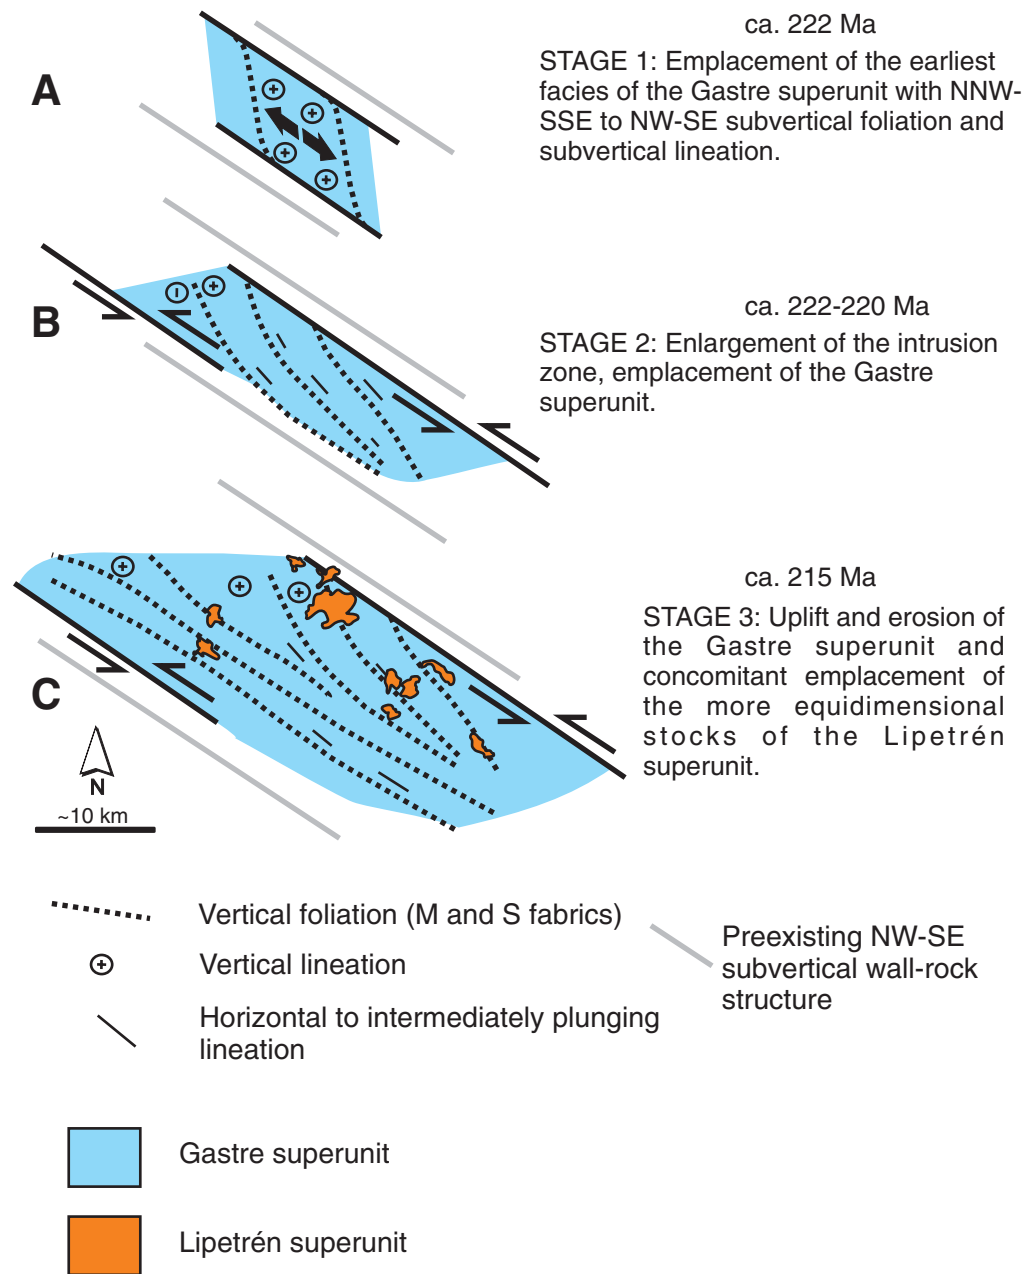 A
ca. 222 Ma
STAGE 1: Emplacement of the earliest
facies of the Gastre superunit with NNW-
SSE to NW-SE subvertical foliation and
subvertical lineation.
B
ca. 222-220 Ma
STAGE 2: Enlargement of the intrusion
zone, emplacement of the Gastre
superunit.
C
ca. 215 Ma
STAGE 3: Uplift and erosion of
the Gastre superunit and
concomitant emplacement of
the more equidimensional
stocks of the Lipetrén
superunit.
N
~10 km
Vertical foliation (M and S fabrics)
Vertical lineation
Horizontal to intermediately plunging
lineation
Preexisting NW-SE
subvertical wall-rock
structure
Gastre superunit
Lipetrén superunit